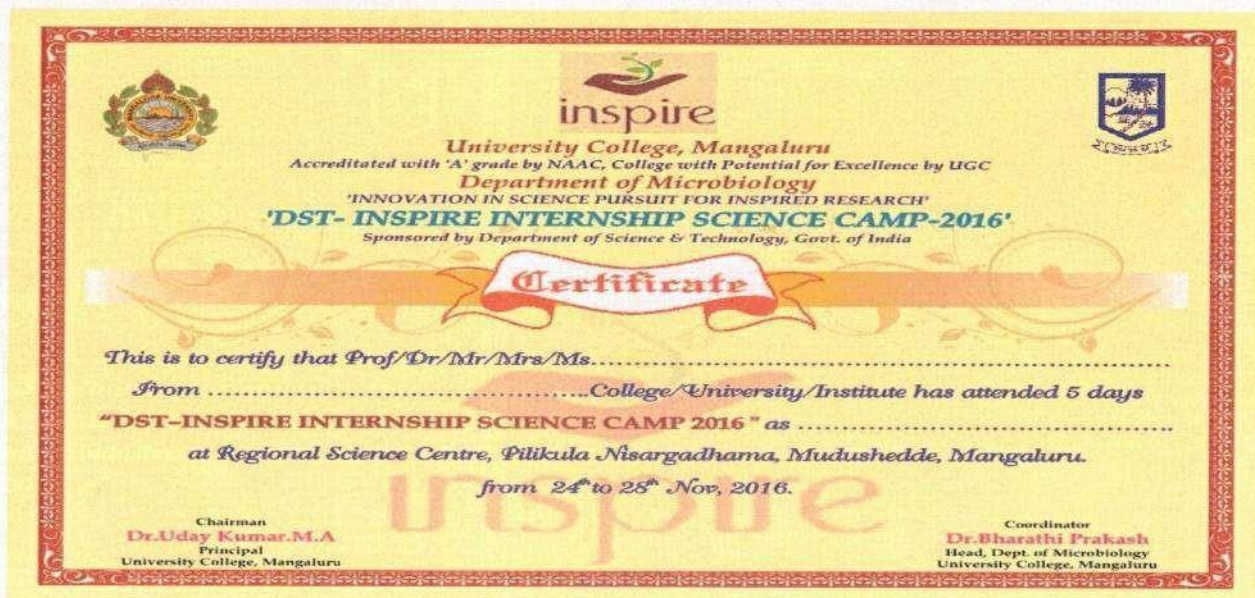 inspire
University College, Mangaluru
Accreditated with 'A' grade by NAAC, College with Potential for Excellence by UGC
Department of Microbiology
'INNOVATION IN SCIENCE PURSUIT FOR INSPIRED RESEARCH'
'DST- INSPIRE INTERNSHIP SCIENCE CAMP-2016'
Sponsored by Department of Science & Technology, Govt. of India
Certificate
This is to certify that Prof/Dr/Mr/Mrs/Ms..........................................................................
From ................................................College/University/Institute has attended 5 days
"DST–INSPIRE INTERNSHIP SCIENCE CAMP 2016 " as ................................................
at Regional Science Centre, Pilikula Nisargadhama, Mudushedde, Mangaluru.
from 24th to 28th Nov, 2016.
inspire
Chairman
Dr.Uday Kumar.M.A
Principal
University College, Mangaluru
Coordinator
Dr.Bharathi Prakash
Head, Dept. of Microbiology
University College, Mangaluru